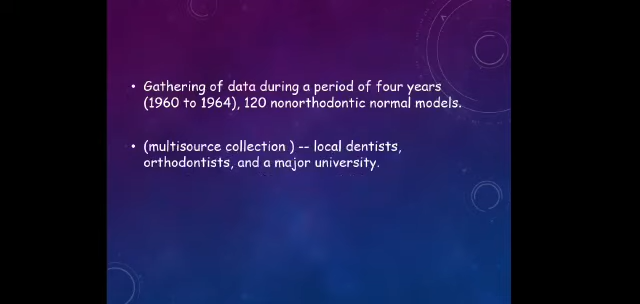 • Gathering of data during a period of four years
(1960 to 1964), 120 nonorthodontic normal models.
• (multisource collection ) -- local dentists,
orthodontists, and a major university.